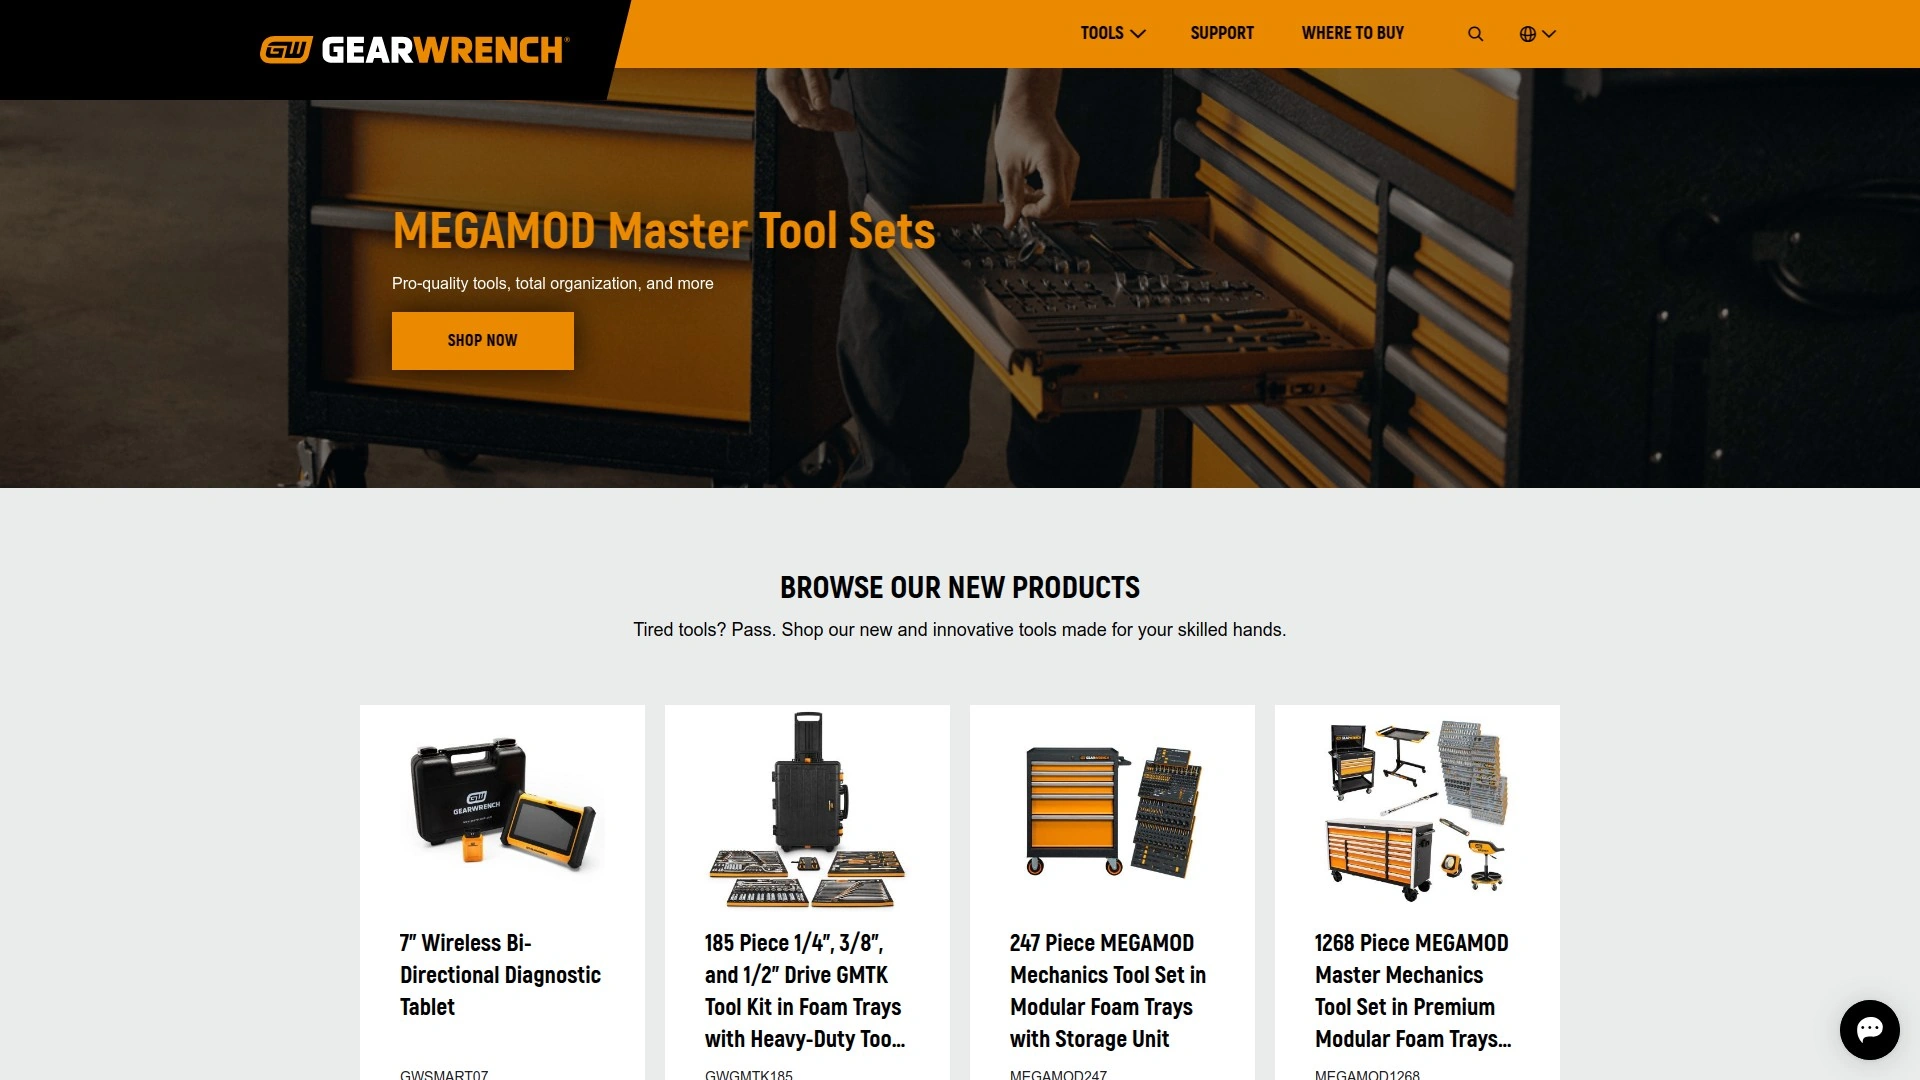 GW GEARWRENCH®
TOOLS
SUPPORT
WHERE TO BUY
MEGAMOD Master Tool Sets
Pro-quality tools, total organization, and more
SHOP NOW
BROWSE OUR NEW PRODUCTS
Tired tools? Pass. Shop our new and innovative tools made for your skilled hands.
GW
GEARWRENCH
GEARWRENCH
7” Wireless Bi-
Directional Diagnostic
Tablet
GWSMART07
185 Piece 1/4”, 3/8”,
and 1/2” Drive GMTK
Tool Kit in Foam Trays
with Heavy-Duty Too...
GWGMTK185
247 Piece MEGAMOD
Mechanics Tool Set in
Modular Foam Trays
with Storage Unit
MEGAMOD247
1268 Piece MEGAMOD
Master Mechanics
Tool Set in Premium
Modular Foam Trays...
MEGAMOD1268